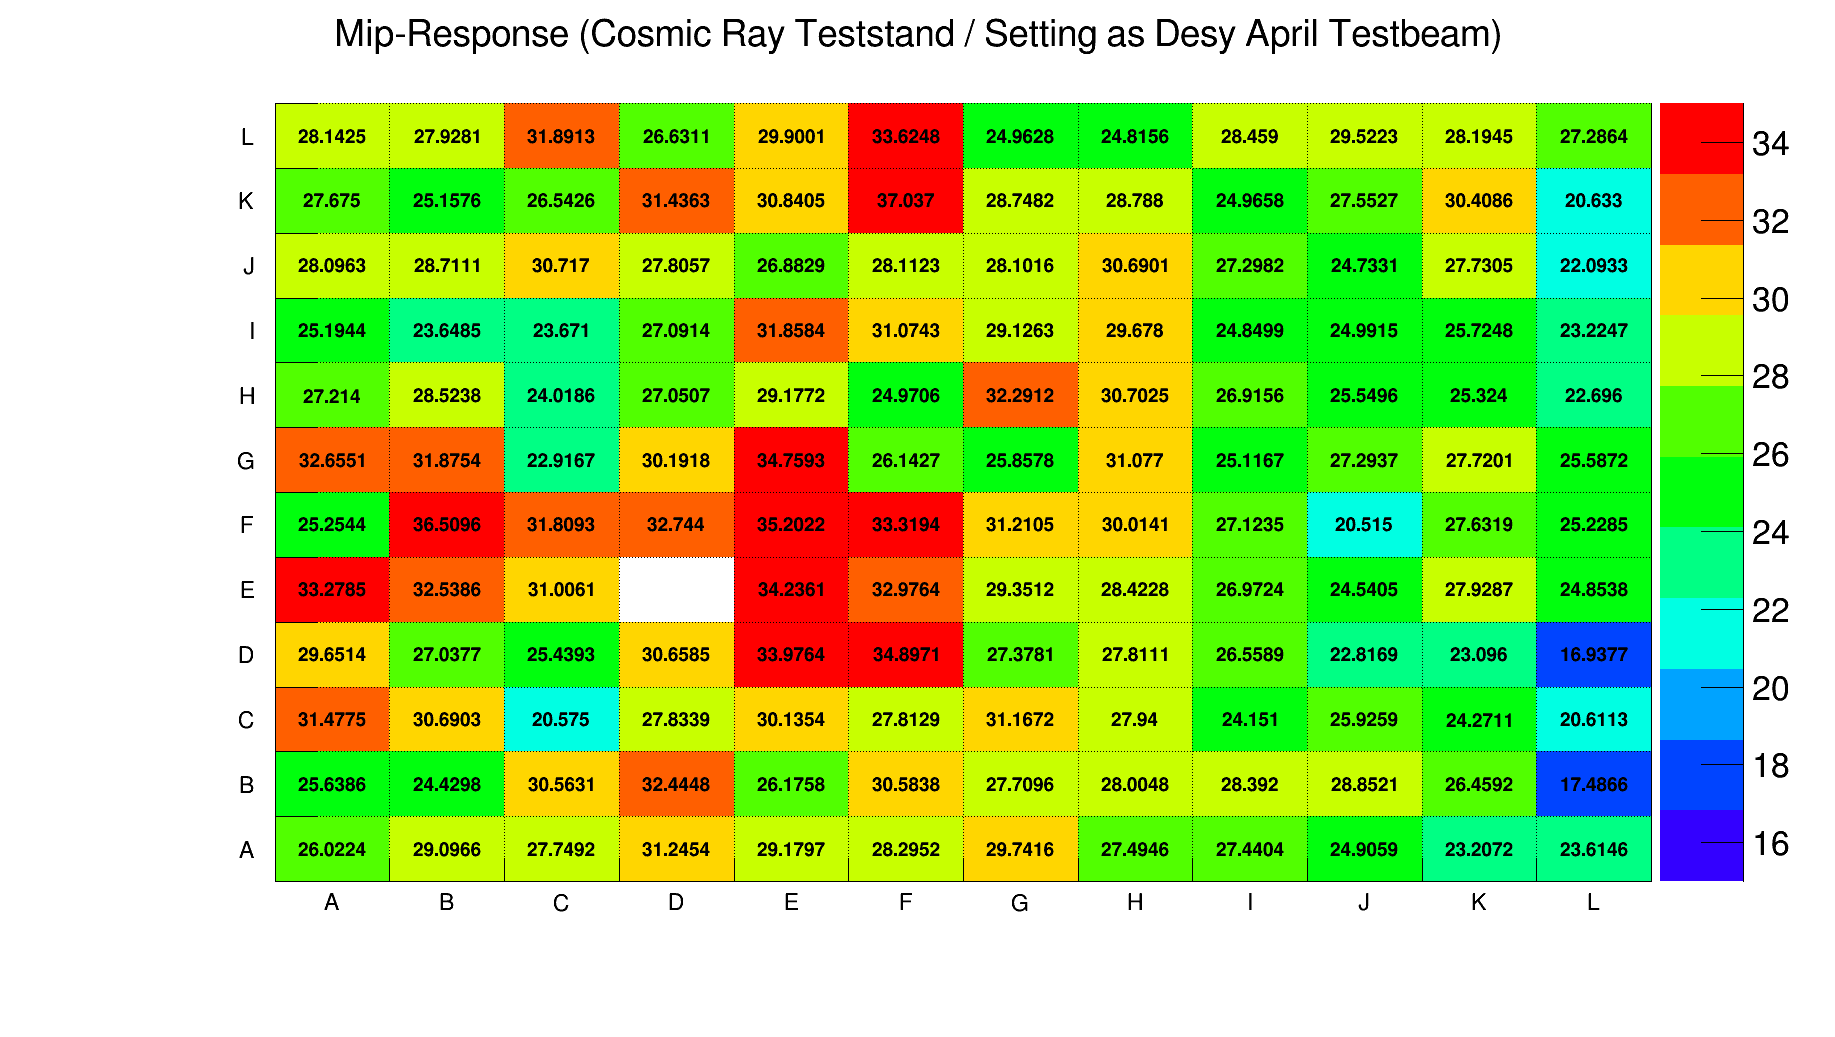 Mip-Response (Cosmic Ray Teststand / Setting as Desy April Testbeam)
L 28.1425 27.9281 31.8913 26.6311 29.9001 33.6248 24.9628 24.8156 28.459 29.5223 28.1945 27.2864 34
K 27.675 25.1576 26.5426 31.4363 30.8405 37.037 28.7482 28.788 24.9658 27.5527 30.4086 20.633 32
J 28.0963 28.7111 30.717 27.8057 26.8829 28.1123 28.1016 30.6901 27.2982 24.7331 27.7305 22.0933
30
I 25.1944 23.6485 23.671 27.0914 31.8584 31.0743 29.1263 29.678 24.8499 24.9915 25.7248 23.2247
28
H 27.214 28.5238 24.0186 27.0507 29.1772 24.9706 32.2912 30.7025 26.9156 25.5496 25.324 22.696
G 32.6551 31.8754 22.9167 30.1918 34.7593 26.1427 25.8578 31.077 25.1167 27.2937 27.7201 25.5872 26
F 25.2544 36.5096 31.8093 32.744 35.2022 33.3194 31.2105 30.0141 27.1235 20.515 27.6319 25.2285 24
E 33.2785 32.5386 31.0061 34.2361 32.9764 29.3512 28.4228 26.9724 24.5405 27.9287 24.8538
22
D 29.6514 27.0377 25.4393 30.6585 33.9764 34.8971 27.3781 27.8111 26.5589 22.8169 23.096 16.9377
20
C 31.4775 30.6903 20.575 27.8339 30.1354 27.8129 31.1672 27.94 24.151 25.9259 24.2711 20.6113
18
B 25.6386 24.4298 30.5631 32.4448 26.1758 30.5838 27.7096 28.0048 28.392 28.8521 26.4592 17.4866
A 26.0224 29.0966 27.7492 31.2454 29.1797 28.2952 29.7416 27.4946 27.4404 24.9059 23.2072 23.6146 16
A B C D E F G H I J K L